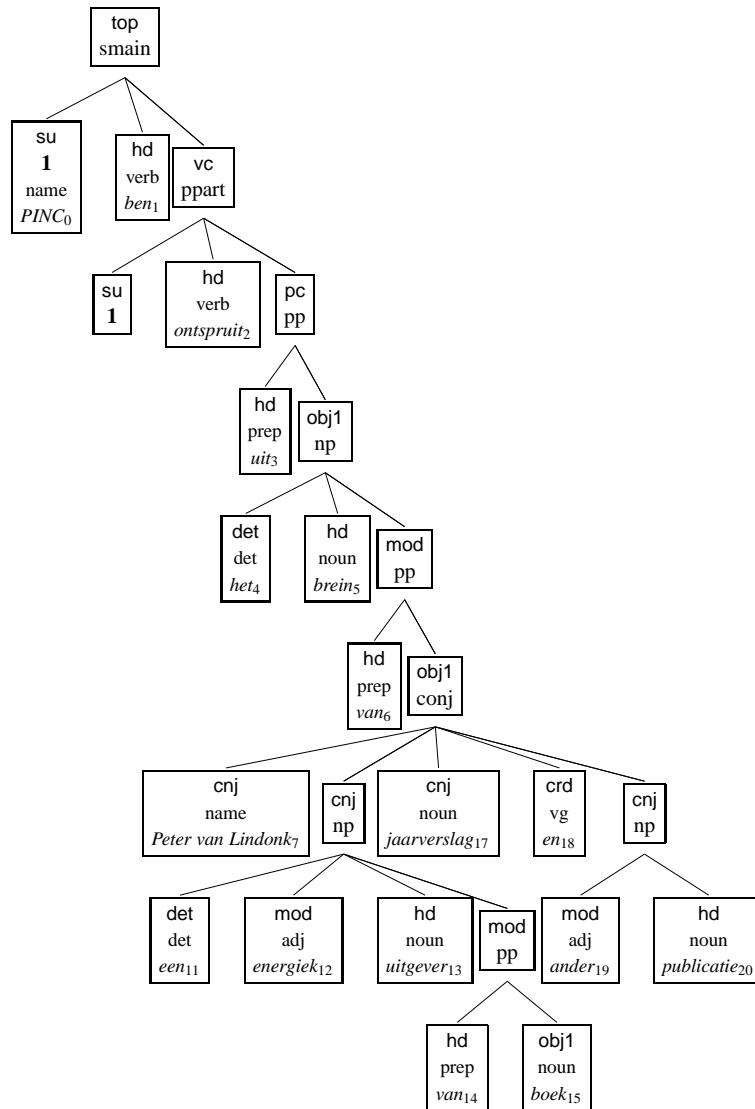 top
smain
su
1
name
PINC0
hd
verb
ben1
vc
ppart
su
1
hd
verb
ontspruit2
pc
pp
hd
prep
uit3
obj1
np
det
det
het4
hd
noun
brein5
mod
pp
hd
prep
van6
obj1
conj
cnj
name
Peter van Lindonk7
cnj
np
cnj
noun
jaarverslag17
crd
vg
en18
cnj
np
det
det
een11
mod
adj
energiek12
hd
noun
uitgever13
mod
pp
mod
adj
ander19
hd
noun
publicatie20
hd
prep
van14
obj1
noun
boek15